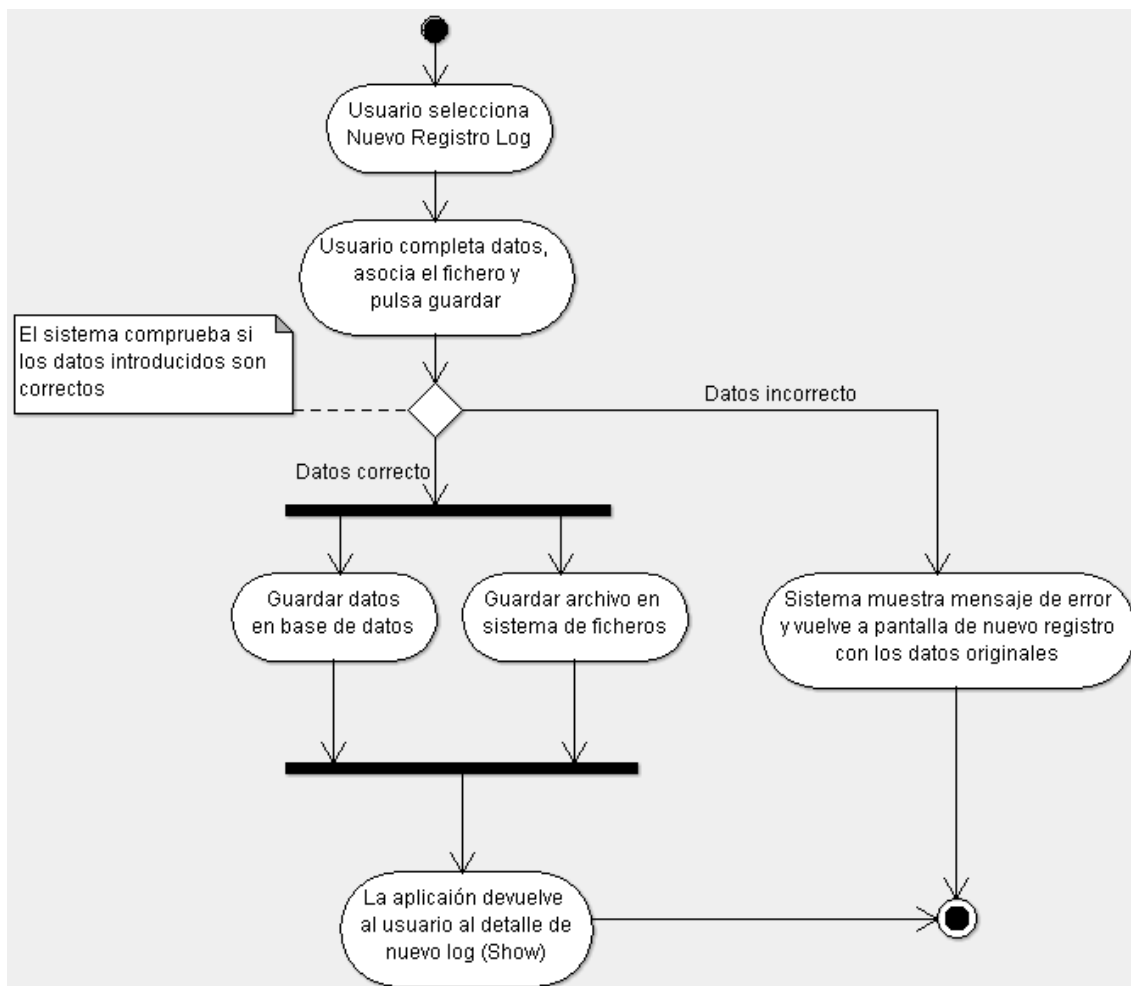 Usuario selecciona
Nuevo Registro Log
Usuario completa datos,
asocia el fichero y
pulsa guardar
El sistema comprueba si
los datos introducidos son
correctos
Datos incorrecto
Datos correcto
Guardar datos
en base de datos
Guardar archivo en
sistema de ficheros
Sistema muestra mensaje de error
y vuelve a pantalla de nuevo registro
con los datos originales
La aplicaión devuelve
al usuario al detalle de
nuevo log (Show)